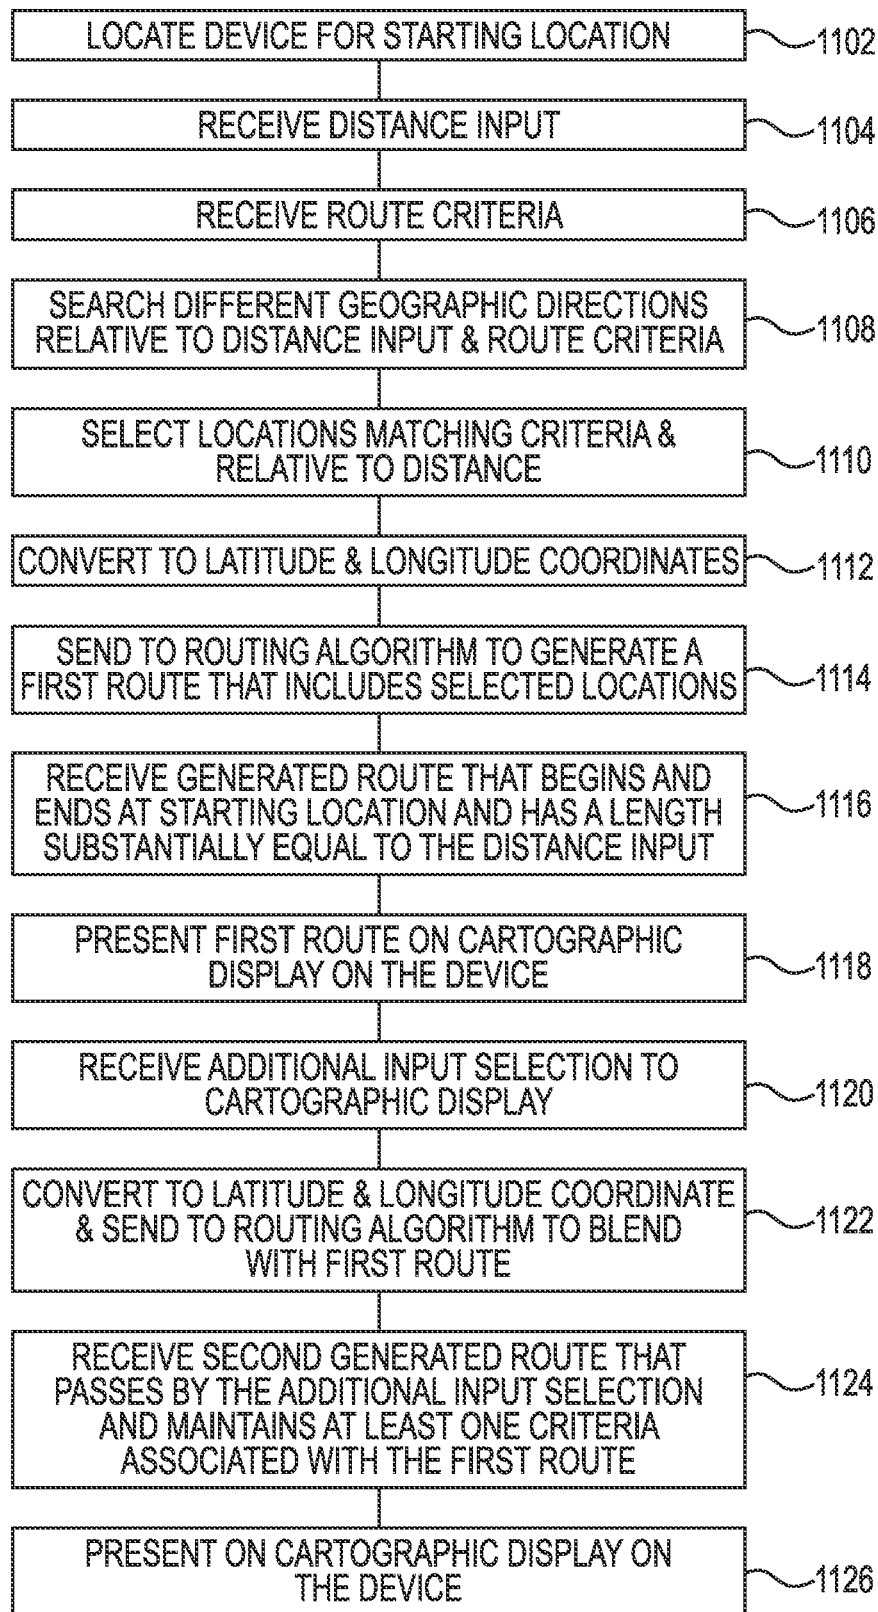 LOCATE DEVICE FOR STARTING LOCATION
1102
RECEIVE DISTANCE INPUT
1104
RECEIVE ROUTE CRITERIA
1106
SEARCH DIFFERENT GEOGRAPHIC DIRECTIONS
RELATIVE TO DISTANCE INPUT & ROUTE CRITERIA
1108
SELECT LOCATIONS MATCHING CRITERIA &
RELATIVE TO DISTANCE
1110
CONVERT TO LATITUDE & LONGITUDE COORDINATES
1112
SEND TO ROUTING ALGORITHM TO GENERATE A
FIRST ROUTE THAT INCLUDES SELECTED LOCATIONS
1114
RECEIVE GENERATED ROUTE THAT BEGINS AND
ENDS AT STARTING LOCATION AND HAS A LENGTH
SUBSTANTIALLY EQUAL TO THE DISTANCE INPUT
1116
PRESENT FIRST ROUTE ON CARTOGRAPHIC
DISPLAY ON THE DEVICE
1118
RECEIVE ADDITIONAL INPUT SELECTION TO
CARTOGRAPHIC DISPLAY
1120
CONVERT TO LATITUDE & LONGITUDE COORDINATE
& SEND TO ROUTING ALGORITHM TO BLEND
WITH FIRST ROUTE
1122
RECEIVE SECOND GENERATED ROUTE THAT
PASSES BY THE ADDITIONAL INPUT SELECTION
AND MAINTAINS AT LEAST ONE CRITERIA
ASSOCIATED WITH THE FIRST ROUTE
1124
PRESENT ON CARTOGRAPHIC DISPLAY ON
THE DEVICE
1126